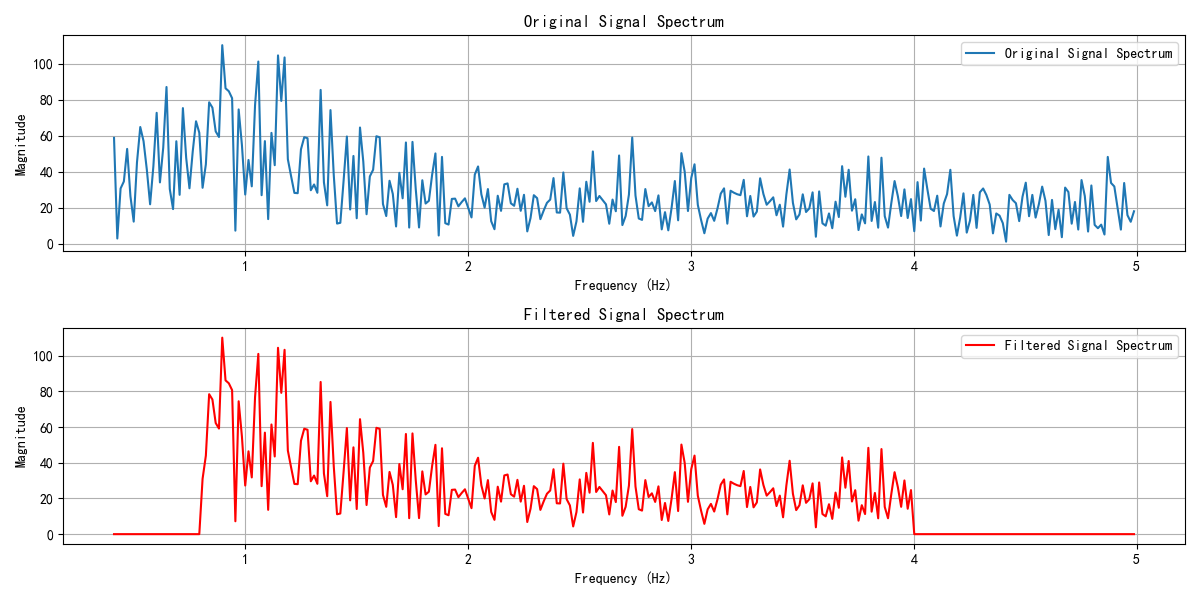 Original Signal Spectrum
Original Signal Spectrum
Magnitude
100
80
60
40
20
0
1
2
3
4
5
Frequency (Hz)
Filtered Signal Spectrum
Filtered Signal Spectrum
Magnitude
100
80
60
40
20
0
1
2
3
4
5
Frequency (Hz)